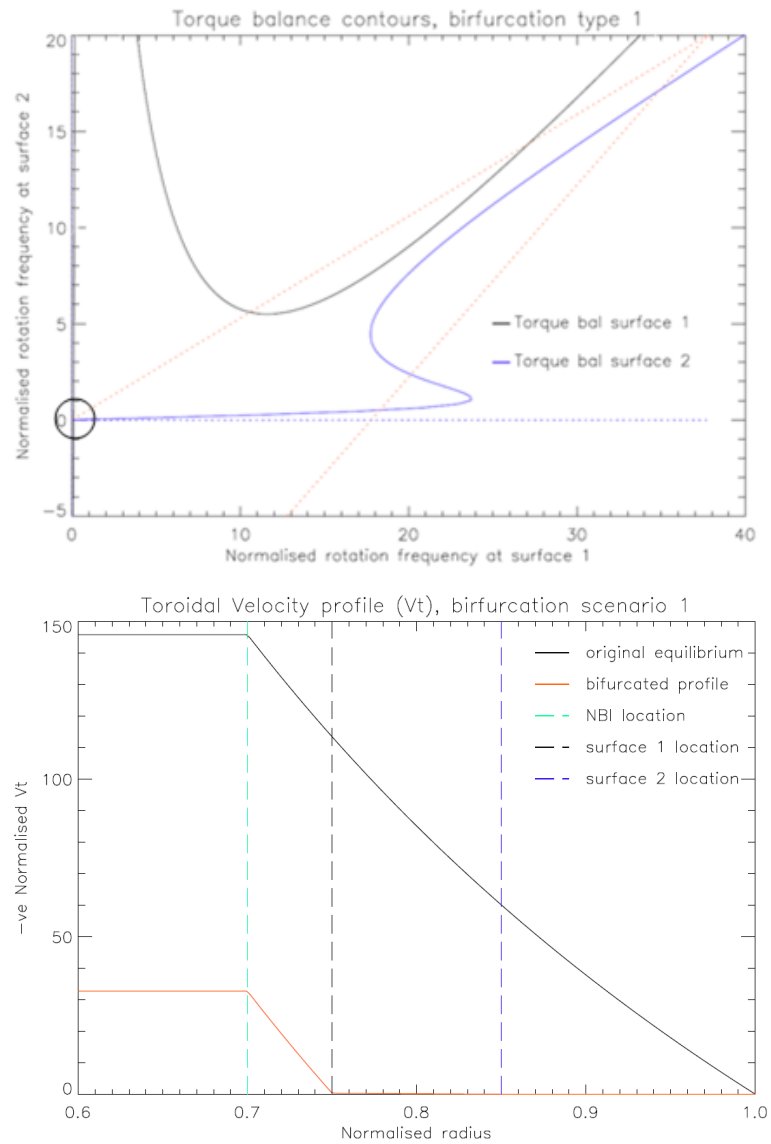 Torque balance contours, birfurcation type 1
20
15
10
5
0
-5
0 10 20 30 40
Normalised rotation frequency at surface 2
Torque bal surface 1
Torque bal surface 2
Normalised rotation frequency at surface 1
Toroidal Velocity profile (Vt), birfurcation scenario 1
150
100
50
0
0.6 0.7 0.8 0.9 1.0
-ve Normalised Vt
original equilibrium
bifurcated profile
NBI location
surface 1 location
surface 2 location
Normalised radius